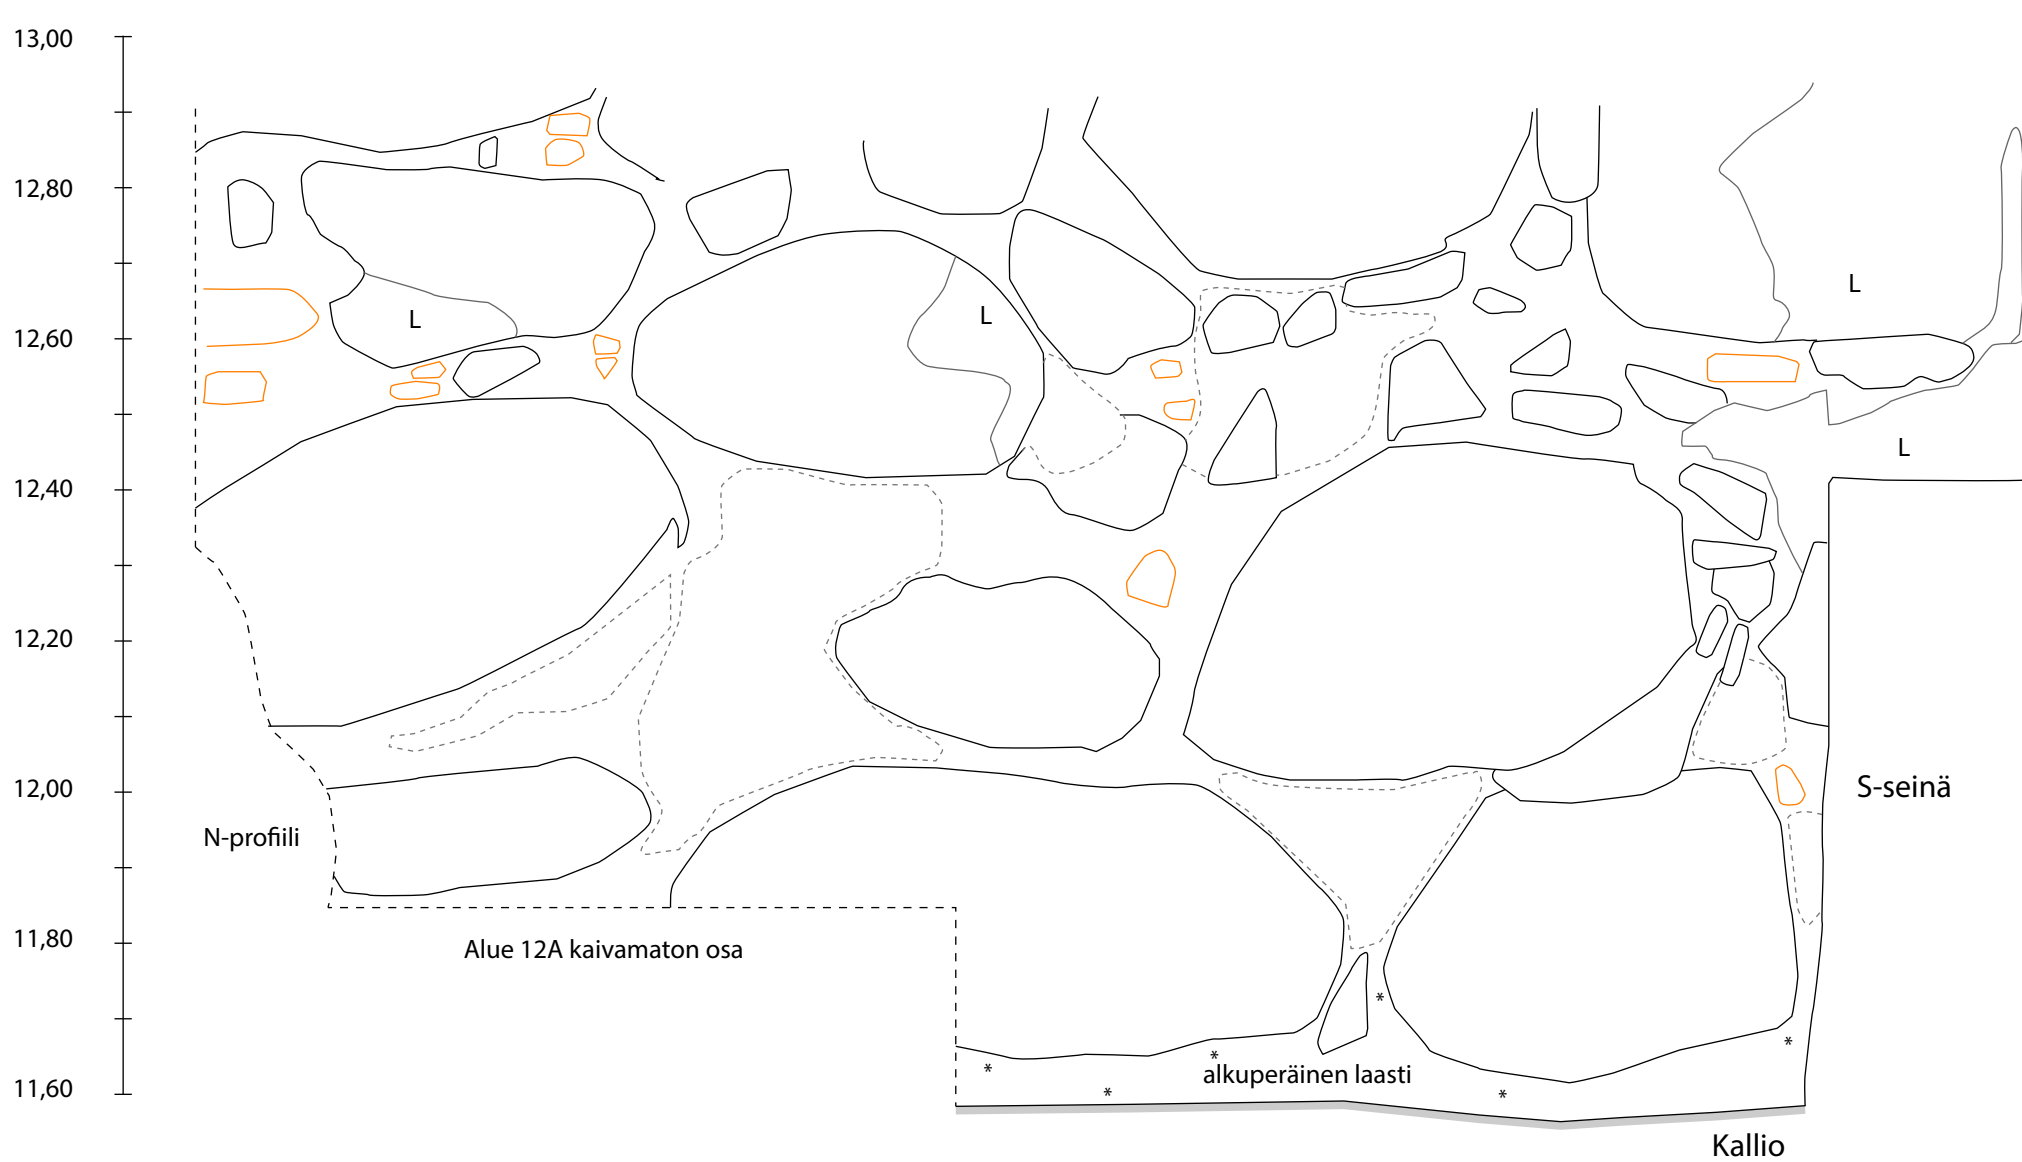 13,00
12,80
12,60
12,40
12,20
12,00
11,80
11,60
L
L
L
L
N-profiili
S-seinä
Alue 12A kaivamaton osa
*
*
*
alkuperäinen laasti
*
*
*
Kallio